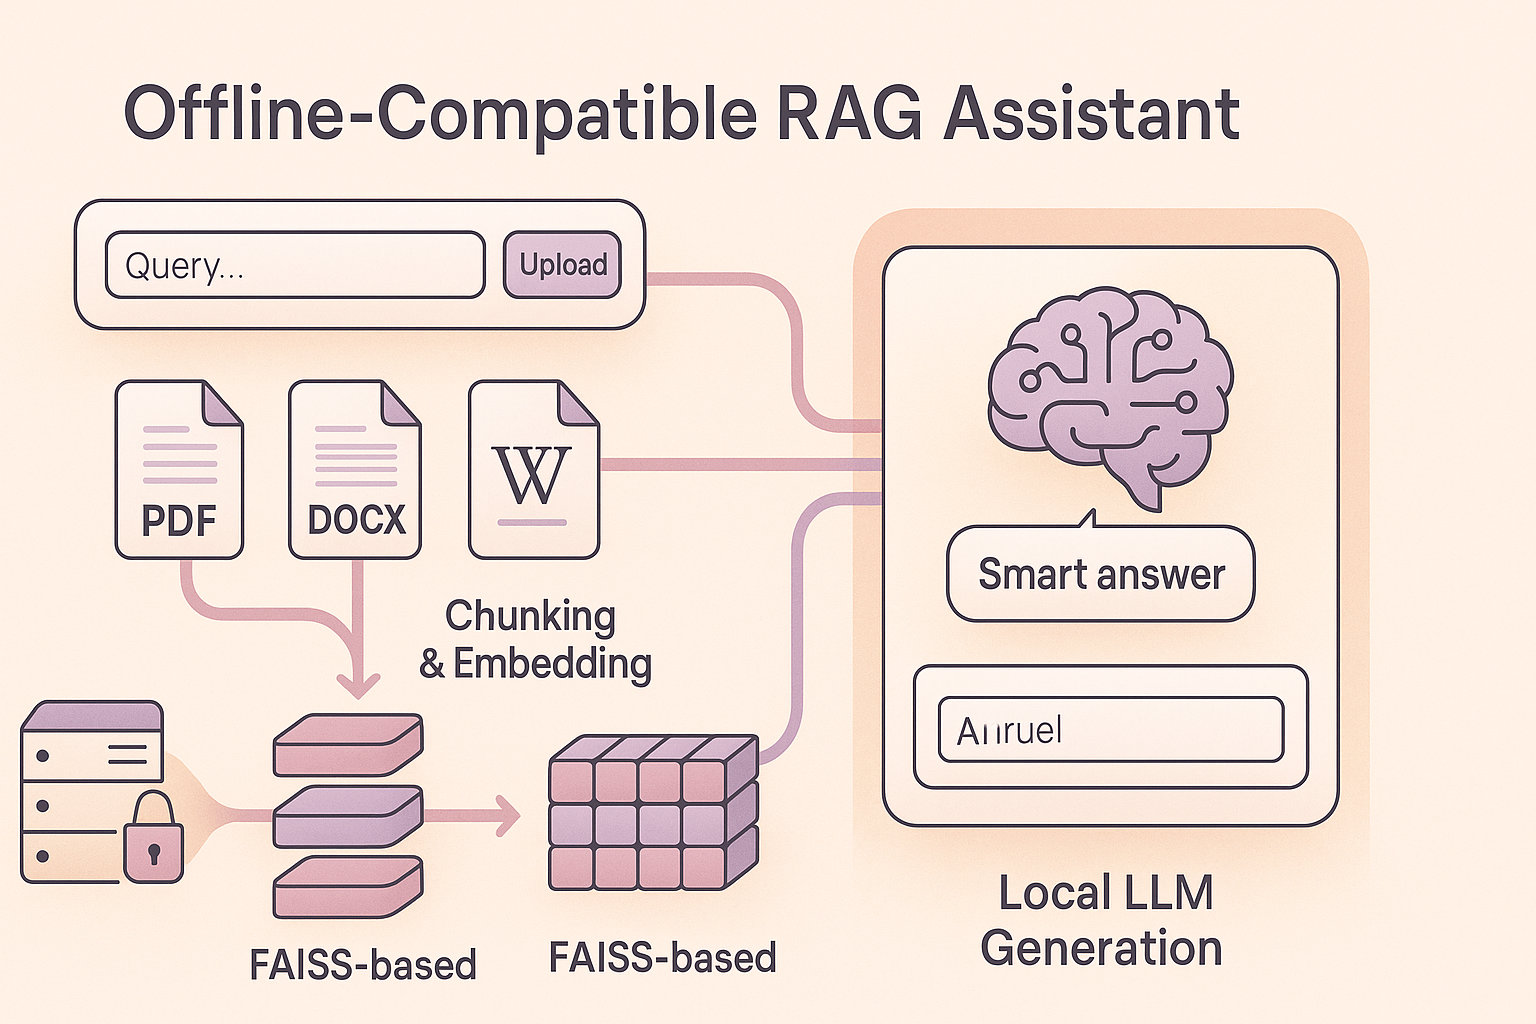 Offline-Compatible RAG Assistant
Query...
Upload
PDF
DOCX
W
Chunking
& Embedding
Smart answer
FAISS-based
FAISS-based
Local LLM
Generation